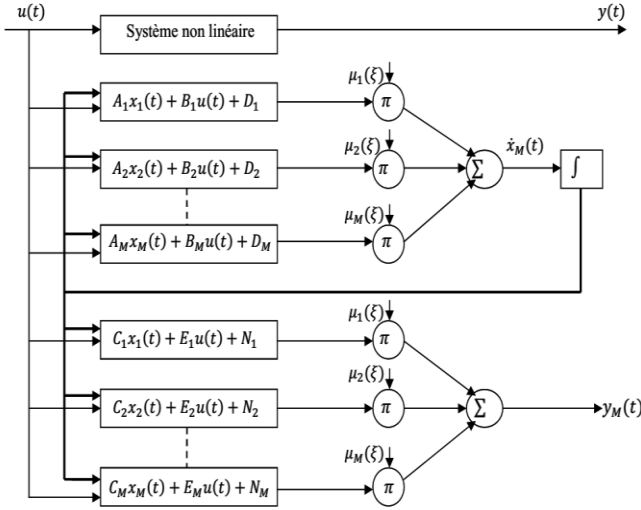 u(t)
y(t)
Système non linéaire
μ₁(ξ)
A₁x₁(t) + B₁u(t) + D₁
π
μ₂(ξ)
ẋ_M(t)
A₂x₂(t) + B₂u(t) + D₂
π
∑
∫
μ_M(ξ)
A_Mx_M(t) + B_Mu(t) + D_M
π
μ₁(ξ)
C₁x₁(t) + E₁u(t) + N₁
π
μ₂(ξ)
C₂x₂(t) + E₂u(t) + N₂
π
∑
y_M(t)
μ_M(ξ)
C_Mx_M(t) + E_Mu(t) + N_M
π